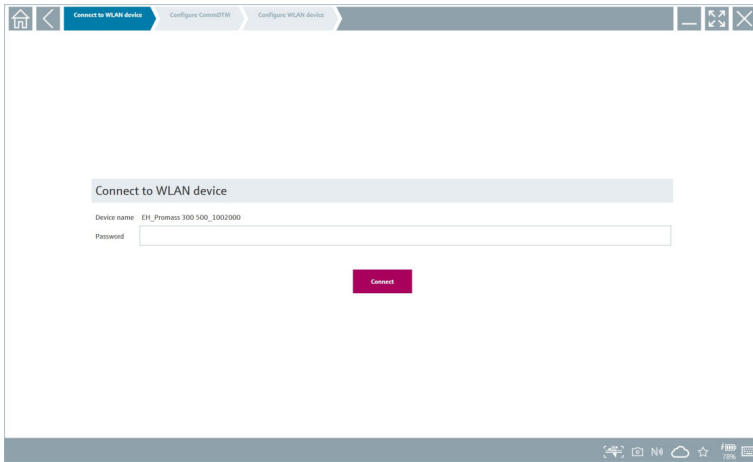 Connect to WLAN device
Configure CommDTM
Configure WLAN device
Connect to WLAN device
Device name EH_Promass 300 500_1002000
Password
Connect
78%